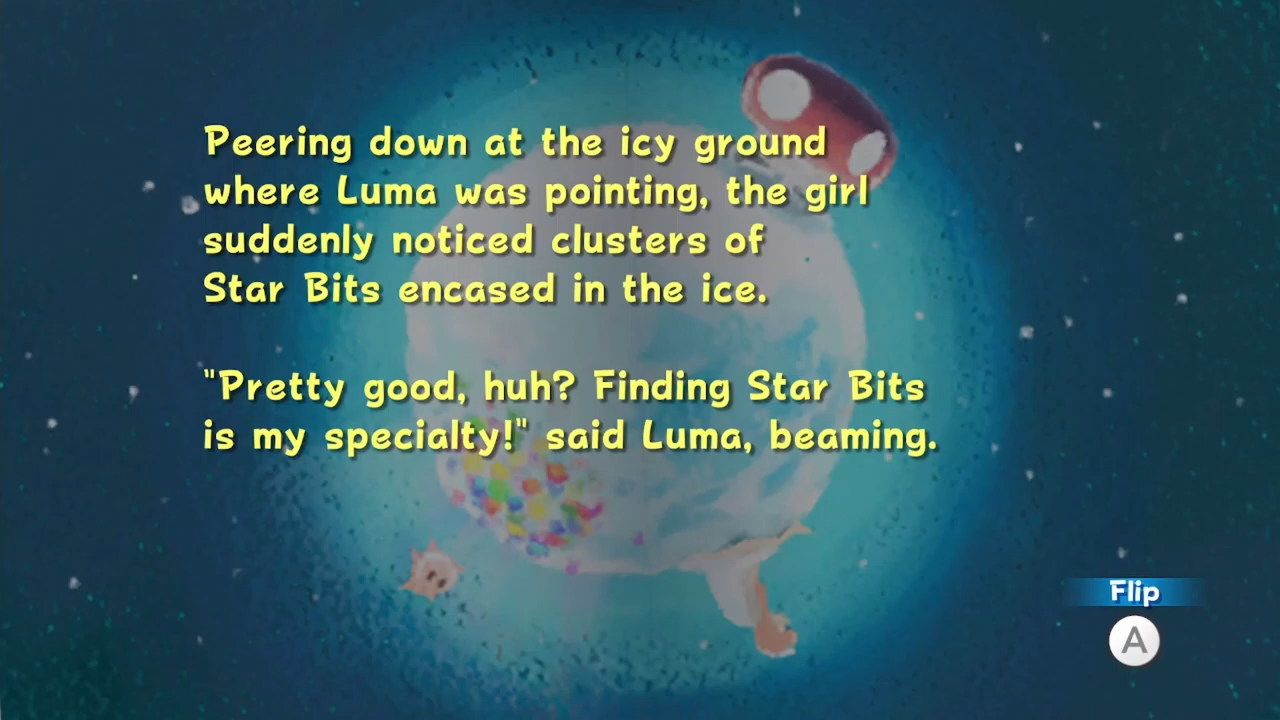 Peering down at the icy ground
where Luma was pointing, the girl
suddenly noticed clusters of
Star Bits encased in the ice.
"Pretty good, huh? Finding Star Bits
is my specialty!" said Luma, beaming.
Flip
A